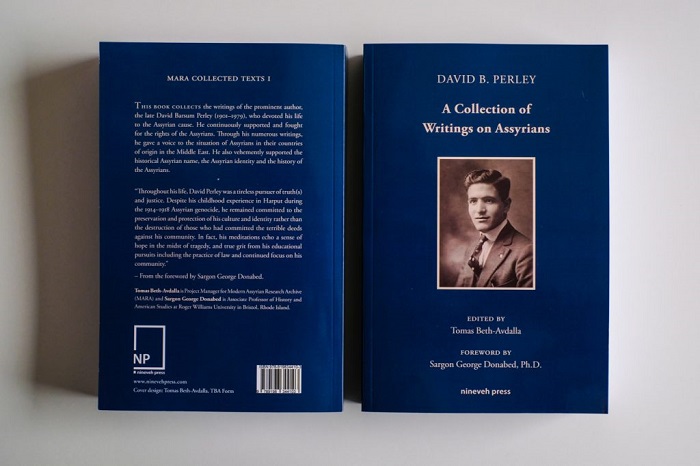 MARA COLLECTED TEXTS I
THIS BOOK COLLECTS the writings of the prominent author,
the late David Barsum Perley (1901–1979), who devoted his life
to the Assyrian cause. He continuously supported and fought
for the rights of the Assyrians. Through his numerous writings,
he gave a voice to the situation of Assyrians in their countries
of origin in the Middle East. He also vehemently supported the
historical Assyrian name, the Assyrian identity and the history of
the Assyrians.
"Throughout his life, David Perley was a tireless pursuer of truth(s)
and justice. Despite his childhood experience in Harput during
the 1914–1918 Assyrian genocide, he remained committed to the
preservation and protection of his culture and identity rather than
the destruction of those who had committed the terrible deeds
against his community. In fact, his meditations echo a sense of
hope in the midst of tragedy, and true grit from his educational
pursuits including the practice of law and continued focus on his
community."
– From the foreword by Sargon George Donabed.
Tomas Beth-Avdalla is Project Manager for Modern Assyrian Research Archive
(MARA) and Sargon George Donabed is Associate Professor of History and
American Studies at Roger Williams University in Bristol, Rhode Island.
NP
nineveh press
www.ninevehpress.com
Cover design: Tomas Beth-Avdalla, TBA Form
DAVID B. PERLEY
A Collection of
Writings on Assyrians
EDITED BY
Tomas Beth-Avdalla
FOREWORD BY
Sargon George Donabed, Ph.D.
nineveh press